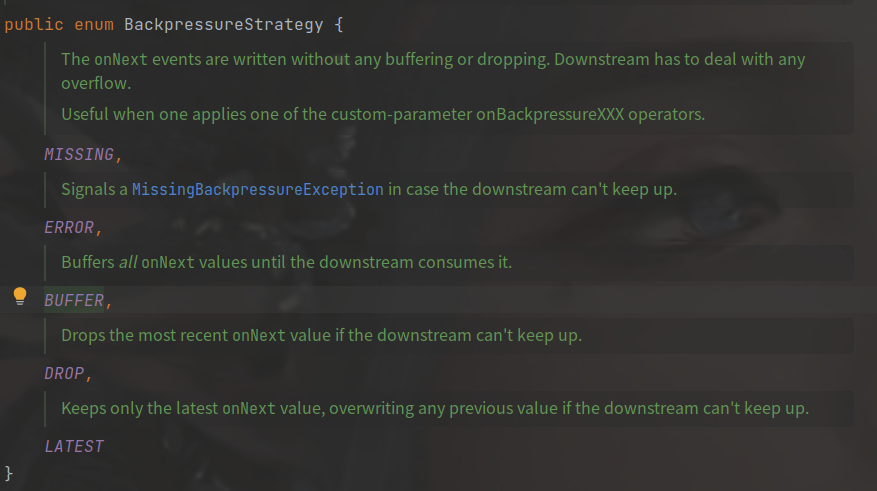 public enum BackpressureStrategy {
The onNext events are written without any buffering or dropping. Downstream has to deal with any
overflow.
Useful when one applies one of the custom-parameter onBackpressureXXX operators.
MISSING,
Signals a MissingBackpressureException in case the downstream can't keep up.
ERROR,
Buffers all onNext values until the downstream consumes it.
BUFFER,
Drops the most recent onNext value if the downstream can't keep up.
DROP,
Keeps only the latest onNext value, overwriting any previous value if the downstream can't keep up.
LATEST
}